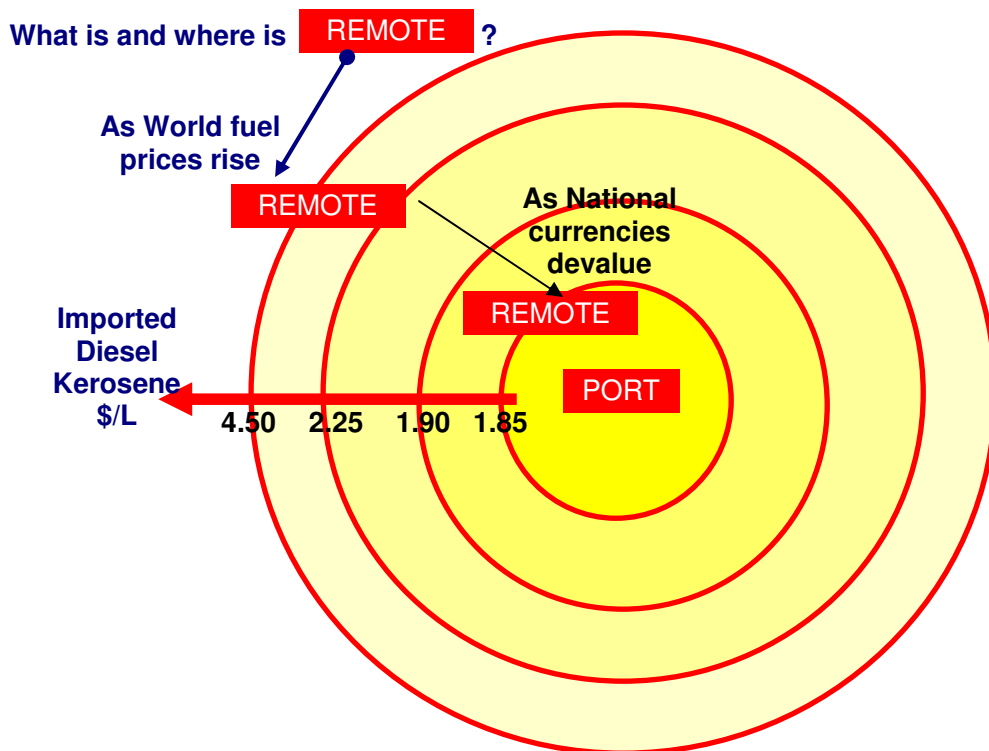 What is and where is REMOTE ?
As World fuel
prices rise
REMOTE
As National
currencies
devalue
REMOTE
Imported
Diesel
Kerosene
$/L
PORT
4.50 2.25 1.90 1.85